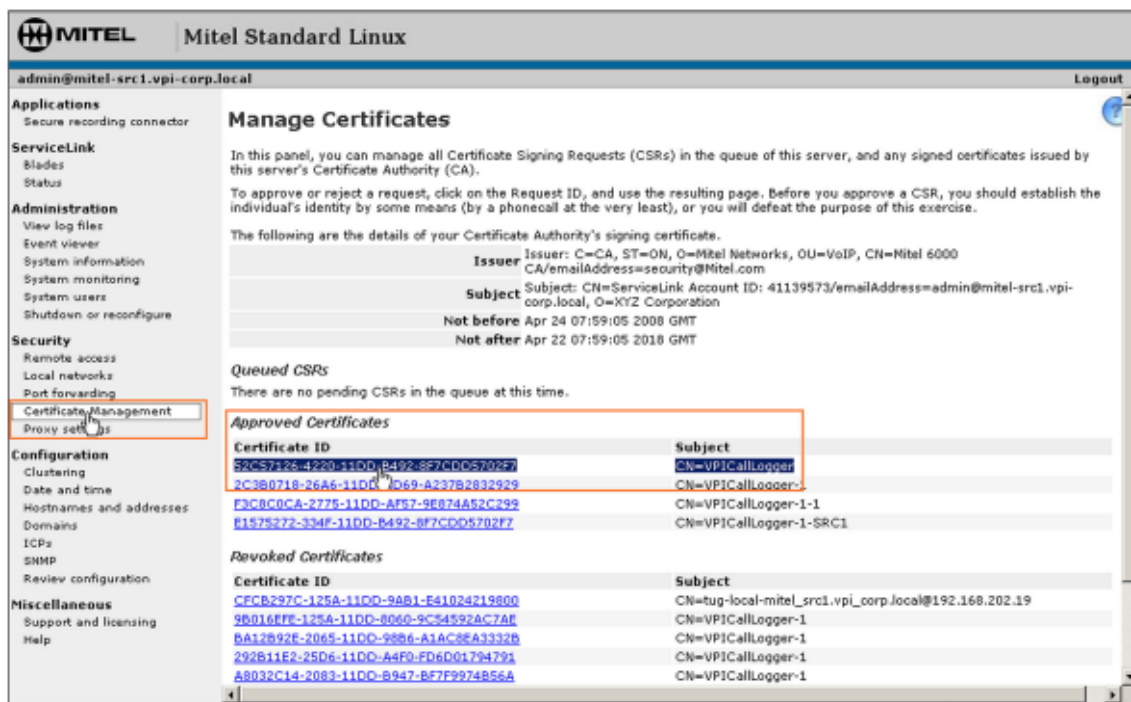 MITEL Mitel Standard Linux
admin@mitel-src1.vpi-corp.local Logout
Applications
Secure recording connector
ServiceLink
Blades
Status
Administration
View log files
Event viewer
System information
System monitoring
System users
Shutdown or reconfigure
Security
Remote access
Local networks
Port forwarding
Certificate Management
Proxy
Configuration
Clustering
Date and time
Hostnames and addresses
Domains
ICPs
SNMP
Review configuration
Miscellaneous
Support and licensing
Help
Manage Certificates
In this panel, you can manage all Certificate Signing Requests (CSRs) in the queue of this server, and any signed certificates issued by
this server's Certificate Authority (CA).
To approve or reject a request, click on the Request ID, and use the resulting page. Before you approve a CSR, you should establish the
individual's identity by some means (by a phonecall at the very least), or you will defeat the purpose of this exercise.
The following are the details of your Certificate Authority's signing certificate.
Issuer Issuer: C=CA, ST=ON, O=Mitel Networks, OU=VoIP, CN=Mitel 6000
CA/emailAddress=security@Mitel.com
Subject Subject: CN=ServiceLink Account ID: 41139573/emailAddress=admin@mitel-src1.vpi-
corp.local, O=XYZ Corporation
Not before Apr 24 07:59:05 2008 GMT
Not after Apr 22 07:59:05 2018 GMT
Queued CSRs
There are no pending CSRs in the queue at this time.
Approved Certificates
Certificate ID Subject
52C57126-4220-11DD-B492-8F7CDD5702F7 CN=VPICallLogger
CN=VPICallLogger-1
F3C8C0CA-2775-11DD-AF57-9E874A52C299 CN=VPICallLogger-1-1
E1575272-334F-11DD-B492-8F7CDD5702F7 CN=VPICallLogger-1-SRC1
Revoked Certificates
Certificate ID Subject
CFCB297C-125A-11DD-9AB1-E41024219800 CN=tug-local-mitel_src1.vpi_corp.local@192.168.202.19
9B016EFE-125A-11DD-8060-9C54592AC7AE CN=VPICallLogger-1
BA12B92E-2065-11DD-98B6-A1AC8EA3332B CN=VPICallLogger-1
292B11E2-25D6-11DD-A4F0-FD6D01794791 CN=VPICallLogger-1
A8032C14-2083-11DD-B947-BF7F9974B56A CN=VPICallLogger-1